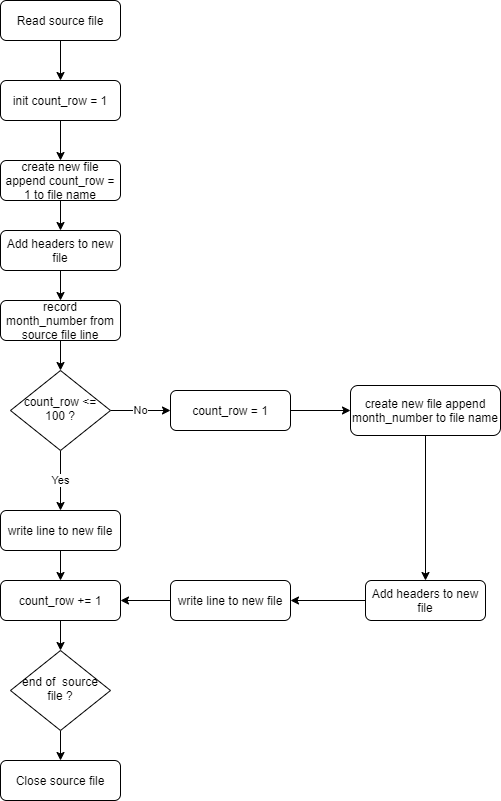 Read source file
init count_row = 1
create new file
append count_row =
1 to file name
Add headers to new
file
record
month_number from
source file line
count_row <=
100 ?
No
count_row = 1
create new file append
month_number to file name
Yes
write line to new file
count_row += 1
write line to new file
Add headers to new
file
end of  source
file ?
Close source file